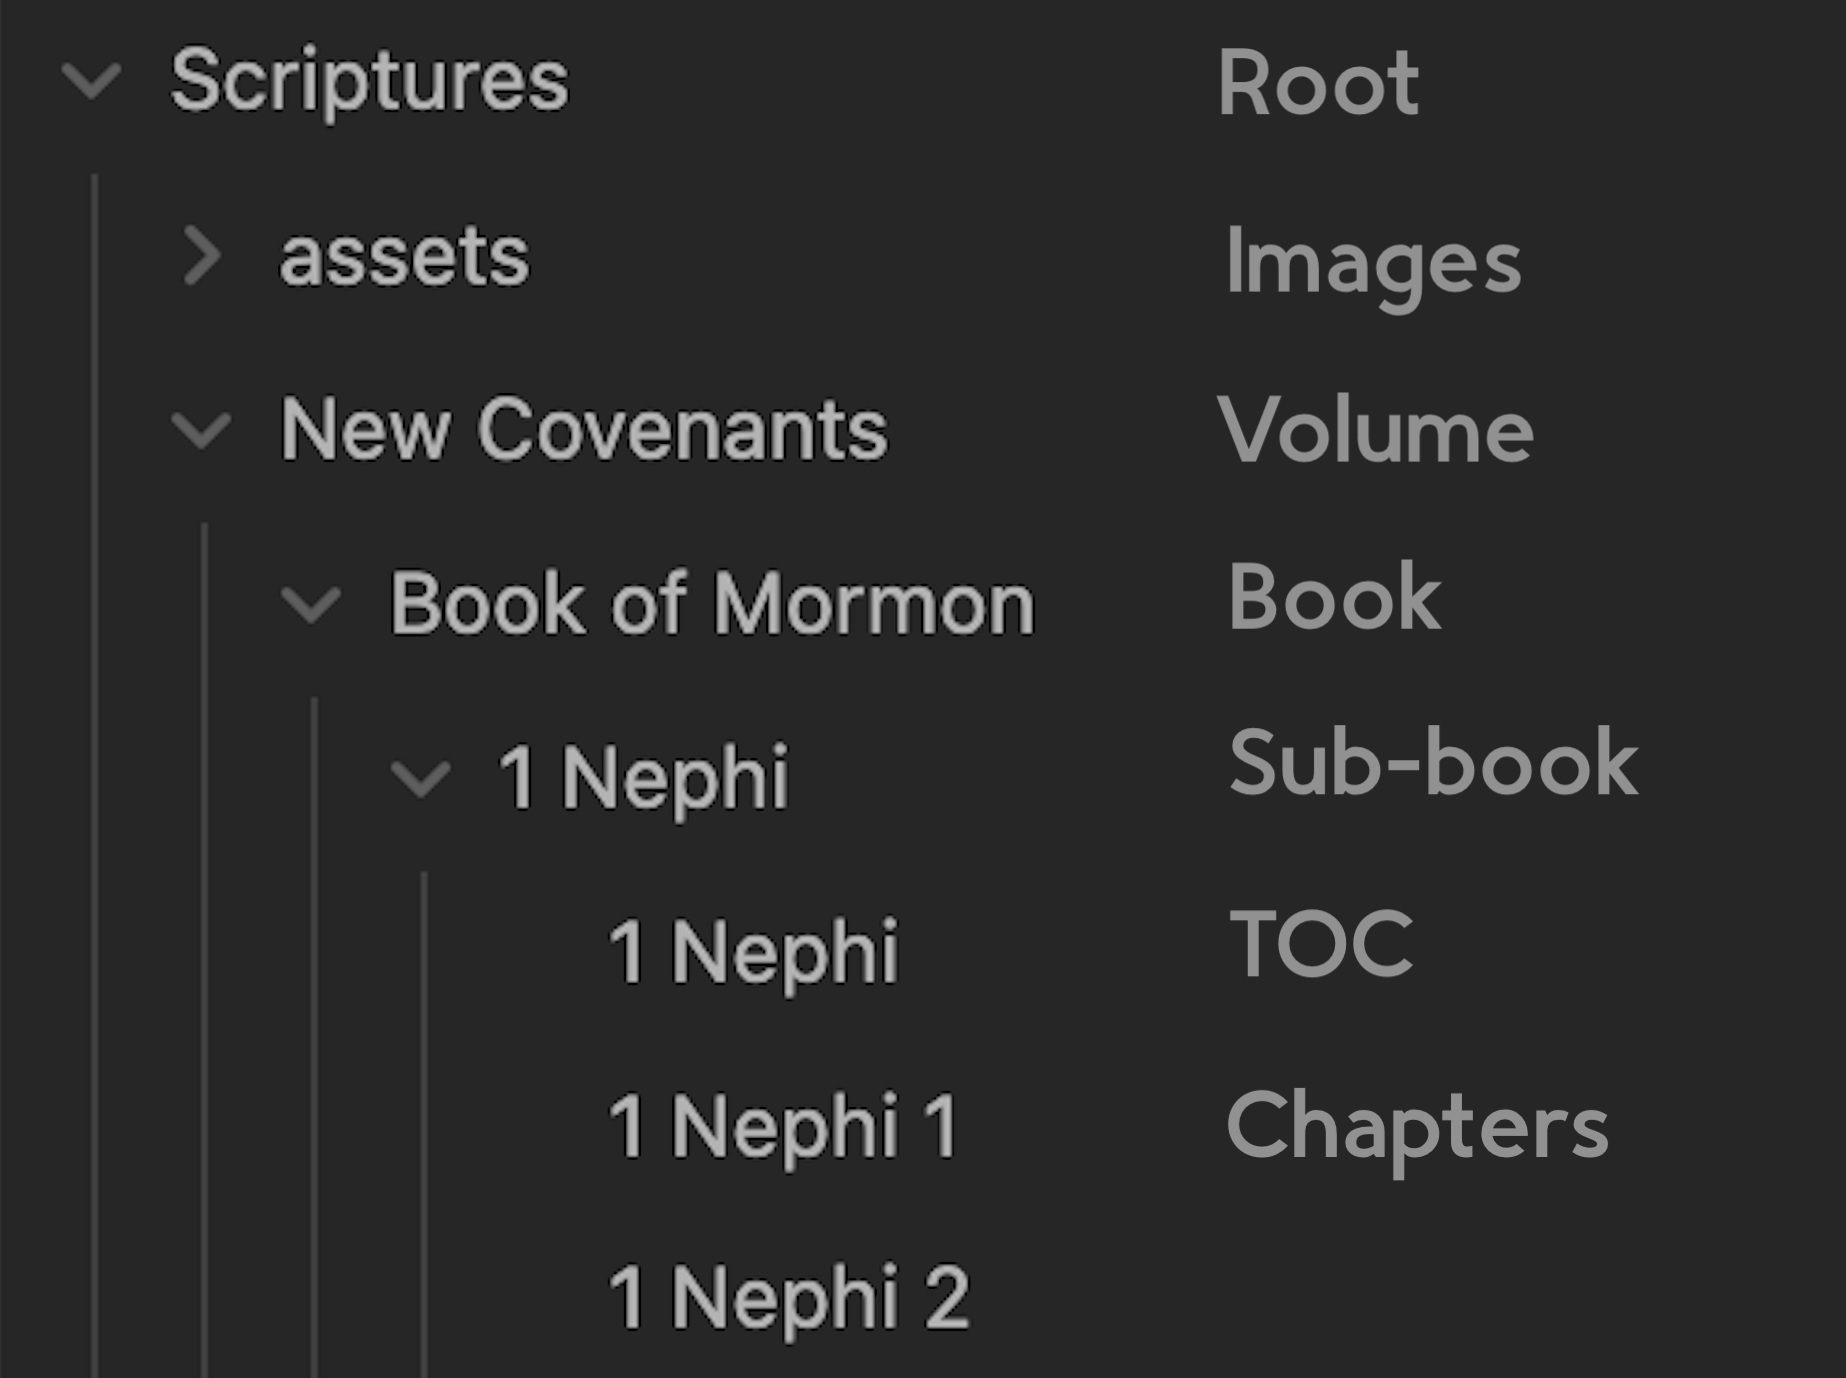 Scriptures Root
assets Images
New Covenants Volume
Book of Mormon Book
1 Nephi Sub-book
1 Nephi TOC
1 Nephi 1 Chapters
1 Nephi 2